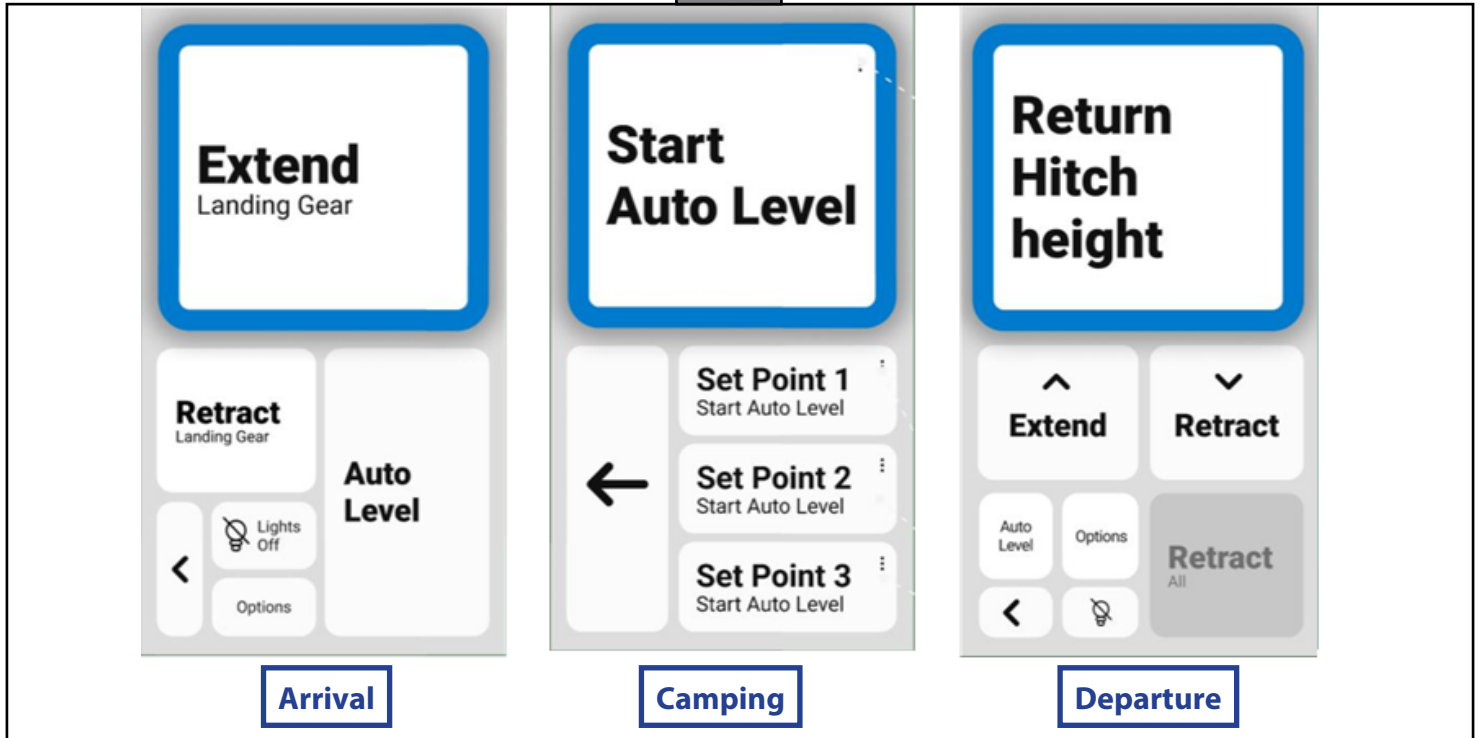 Extend
Landing Gear
Retract
Landing Gear
Auto
Level
Lights
Off
Options
Arrival
Start
Auto Level
Set Point 1
Start Auto Level
Set Point 2
Start Auto Level
Set Point 3
Start Auto Level
Camping
Return
Hitch
height
Extend
Retract
Auto
Level
Options
Retract
All
Departure